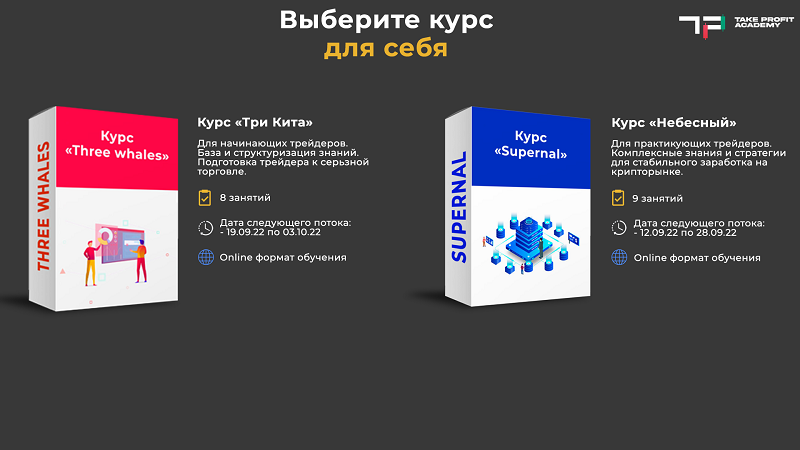 Выберите курс
для себя
TAKE PROFIT
ACADEMY
THREE WHALES
Курс
«Three whales»
Курс «Три Кита»
Для начинающих трейдеров.
База и структуризация знаний.
Подготовка трейдера к серьзной
торговле.
8 занятий
Дата следующего потока:
- 19.09.22 по 03.10.22
Online формат обучения
SUPERNAL
Курс
«Supernal»
Курс «Небесный»
Для практикующих трейдеров.
Комплексные знания и стратегии
для стабильного заработка на
крипторынке.
9 занятий
Дата следующего потока:
- 12.09.22 по 28.09.22
Online формат обучения